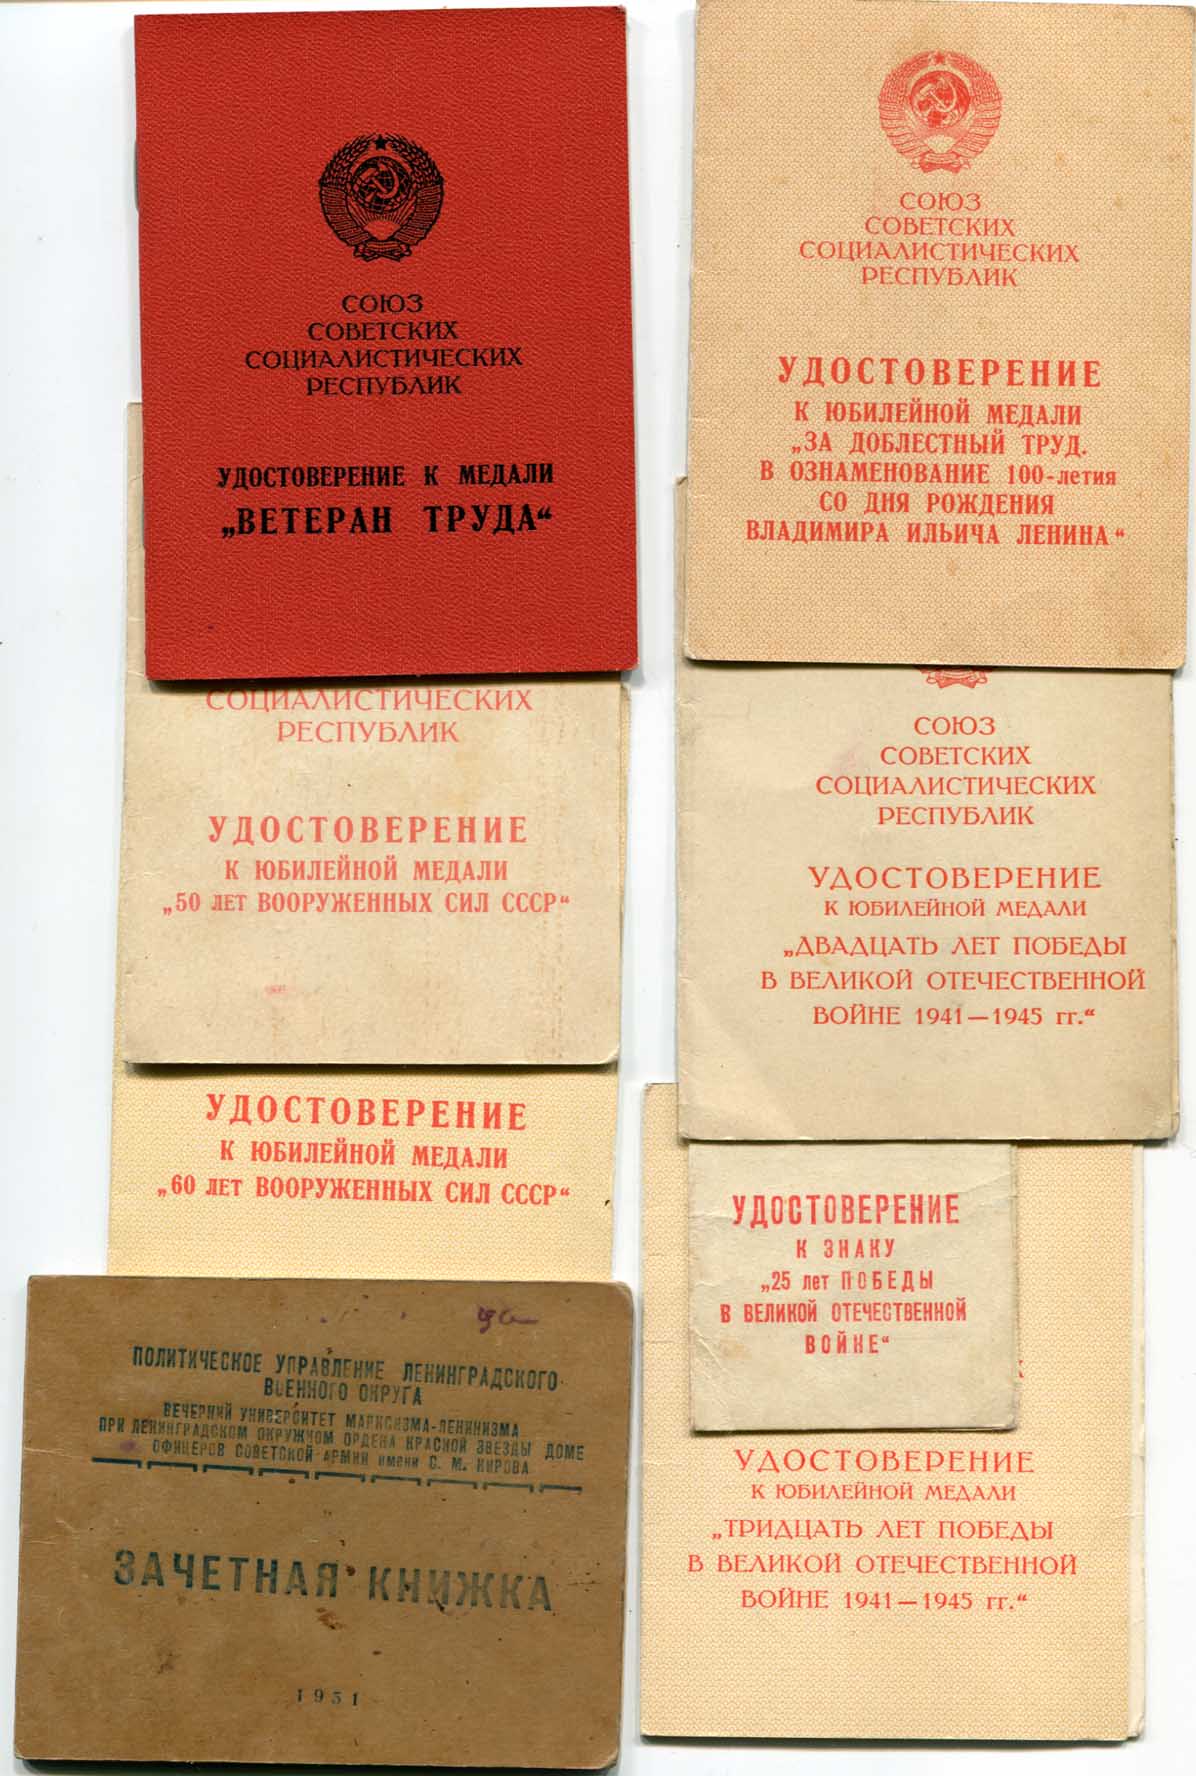 СОЮЗ
СОВЕТСКИХ
СОЦИАЛИСТИЧЕСКИХ
РЕСПУБЛИК
УДОСТОВЕРЕНИЕ К МЕДАЛИ
„ВЕТЕРАН ТРУДА“
СОЦИАЛИСТИЧЕСКИХ
РЕСПУБЛИК
УДОСТОВЕРЕНИЕ
К ЮБИЛЕЙНОЙ МЕДАЛИ
„50 ЛЕТ ВООРУЖЕННЫХ СИЛ СССР“
УДОСТОВЕРЕНИЕ
К ЮБИЛЕЙНОЙ МЕДАЛИ
„60 ЛЕТ ВООРУЖЕННЫХ СИЛ СССР“
ПОЛИТИЧЕСКОЕ УПРАВЛЕНИЕ ЛЕНИНГРАДСКОГО
ВОЕННОГО ОКРУГА
ВЕЧЕРНИЙ УНИВЕРСИТЕТ МАРКСИЗМА-ЛЕНИНИЗМА
ПРИ ЛЕНИНГРАДСКОМ ОКРУЖНОМ ОРДЕНА КРАСНОЙ ЗВЕЗДЫ ДОМЕ
ОФИЦЕРОВ СОВЕТСКОЙ АРМИИ ИМЕНИ С. М. КИРОВА
ЗАЧЕТНАЯ КНИЖКА
1951
СОЮЗ
СОВЕТСКИХ
СОЦИАЛИСТИЧЕСКИХ
РЕСПУБЛИК
УДОСТОВЕРЕНИЕ
К ЮБИЛЕЙНОЙ МЕДАЛИ
„ЗА ДОБЛЕСТНЫЙ ТРУД.
В ОЗНАМЕНОВАНИЕ 100-летия
СО ДНЯ РОЖДЕНИЯ
ВЛАДИМИРА ИЛЬИЧА ЛЕНИНА“
СОЮЗ
СОВЕТСКИХ
СОЦИАЛИСТИЧЕСКИХ
РЕСПУБЛИК
УДОСТОВЕРЕНИЕ
К ЮБИЛЕЙНОЙ МЕДАЛИ
„ДВАДЦАТЬ ЛЕТ ПОБЕДЫ
В ВЕЛИКОЙ ОТЕЧЕСТВЕННОЙ
ВОЙНЕ 1941—1945 гг.“
УДОСТОВЕРЕНИЕ
К ЗНАКУ
„25 лет ПОБЕДЫ
В ВЕЛИКОЙ ОТЕЧЕСТВЕННОЙ
ВОЙНЕ“
К
УДОСТОВЕРЕНИЕ
К ЮБИЛЕЙНОЙ МЕДАЛИ
„ТРИДЦАТЬ ЛЕТ ПОБЕДЫ
В ВЕЛИКОЙ ОТЕЧЕСТВЕННОЙ
ВОЙНЕ 1941—1945 гг.“